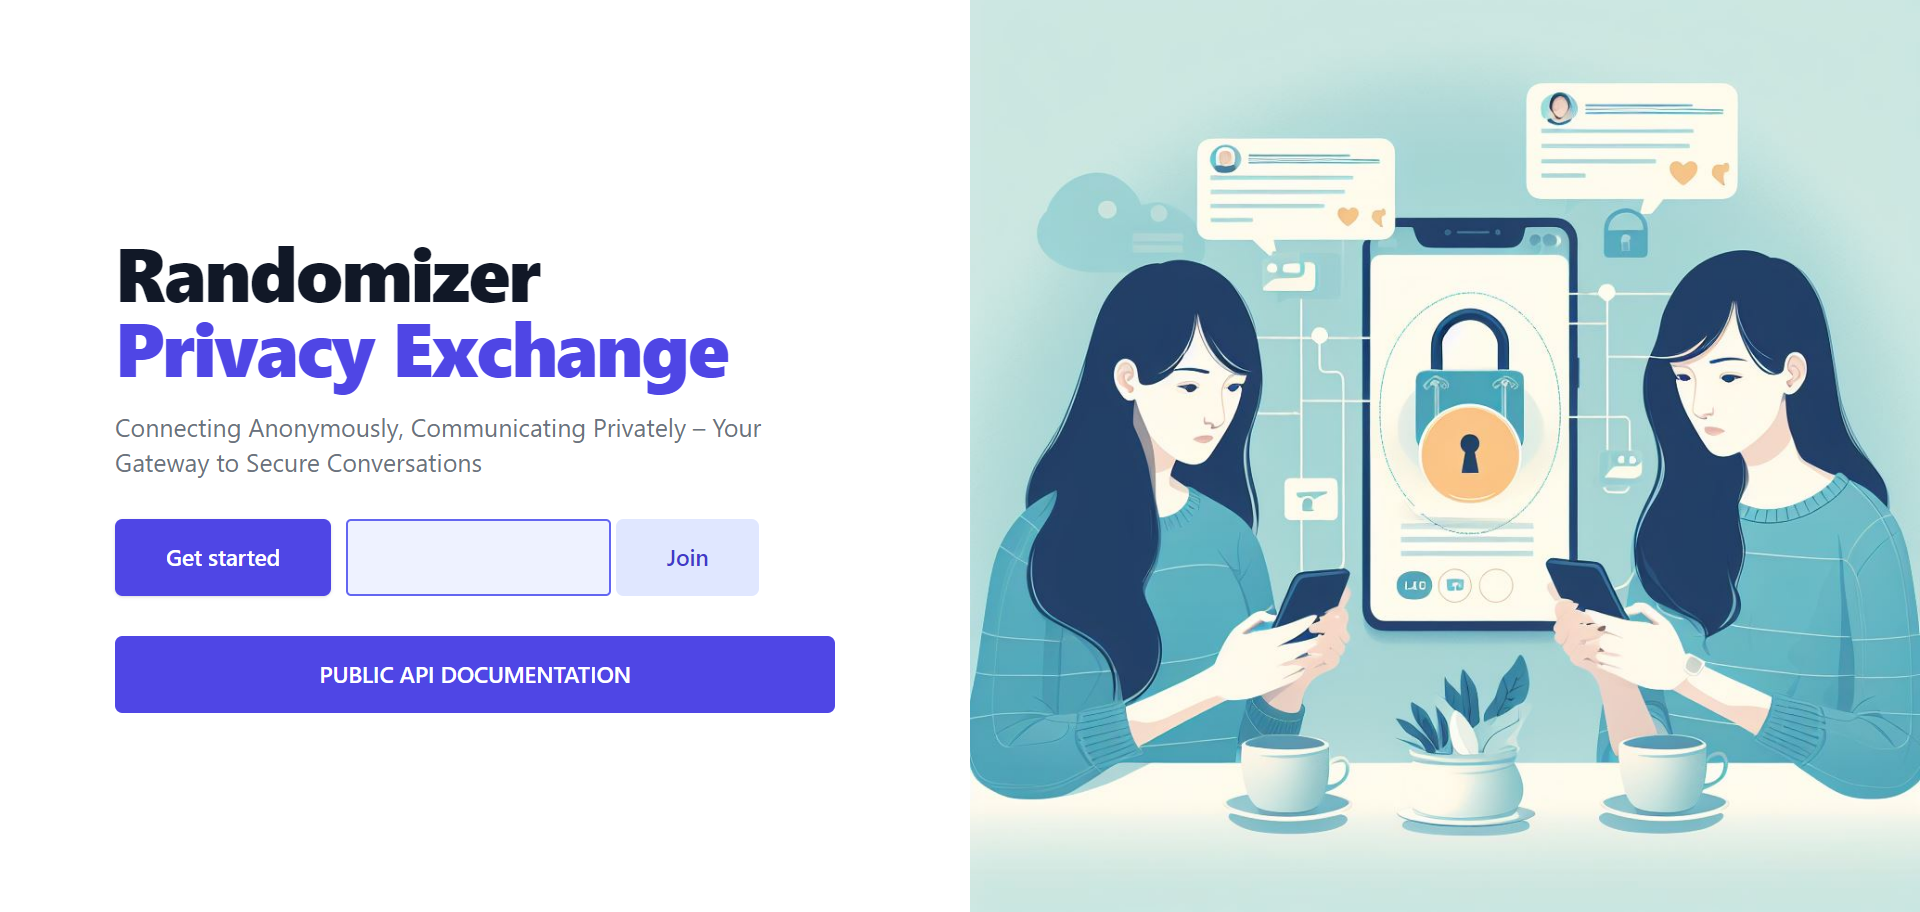 Randomizer
Privacy Exchange
Connecting Anonymously, Communicating Privately – Your
Gateway to Secure Conversations
Get started
Join
PUBLIC API DOCUMENTATION